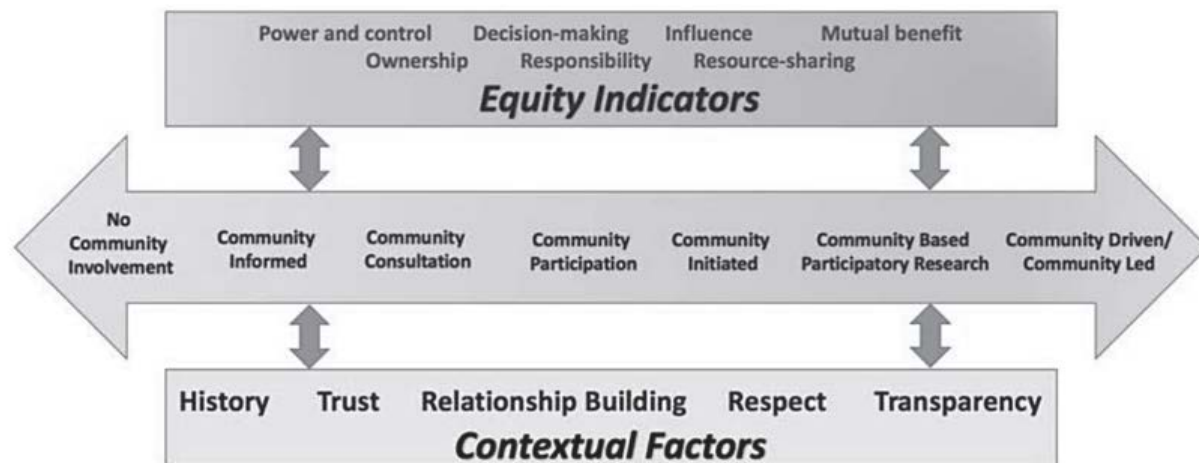 Power and control Decision-making Influence Mutual benefit
Ownership Responsibility Resource-sharing
Equity Indicators
No
Community
Involvement
Community
Informed
Community
Consultation
Community
Participation
Community
Initiated
Community Based
Participatory Research
Community Driven/
Community Led
History Trust Relationship Building Respect Transparency
Contextual Factors